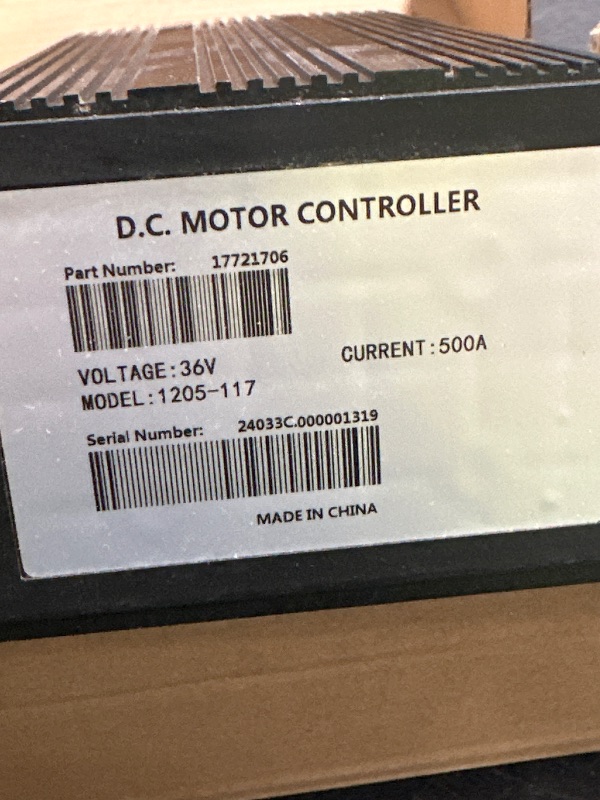 D.C. MOTOR CONTROLLER
Part Number: 17721706
VOLTAGE:36V CURRENT:500A
MODEL:1205-117
Serial Number: 24033C.000001319
MADE IN CHINA